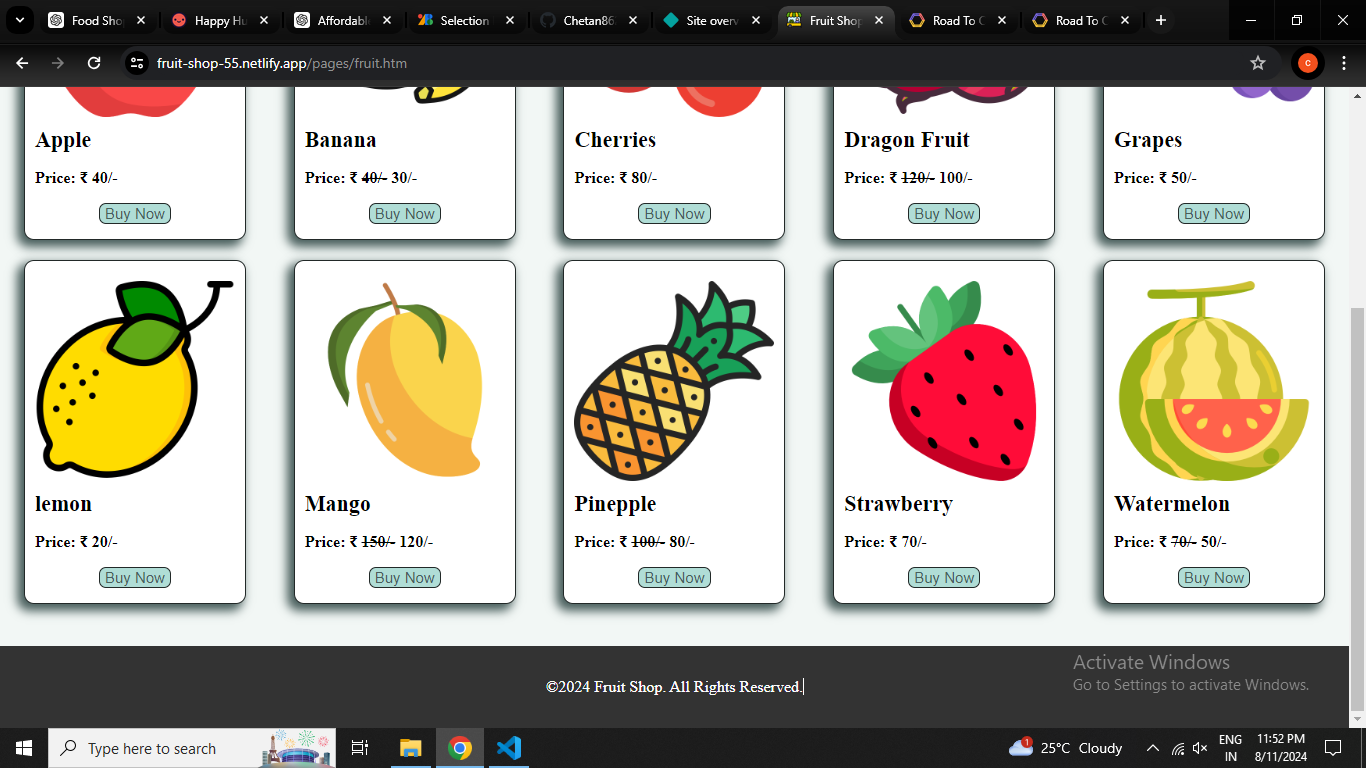 Food Sho
Happy Hu
Affordabl
Selection
Chetan86
Site overv
Fruit Shop
Road To C
Road To C
fruit-shop-55.netlify.app/pages/fruit.htm
c
Apple
Banana
Cherries
Dragon Fruit
Grapes
Price: ₹ 40/-
Price: ₹ 40/- 30/-
Price: ₹ 80/-
Price: ₹ 120/- 100/-
Price: ₹ 50/-
Buy Now
Buy Now
Buy Now
Buy Now
Buy Now
lemon
Mango
Pinepple
Strawberry
Watermelon
Price: ₹ 20/-
Price: ₹ 150/- 120/-
Price: ₹ 100/- 80/-
Price: ₹ 70/-
Price: ₹ 70/- 50/-
Buy Now
Buy Now
Buy Now
Buy Now
Buy Now
©2024 Fruit Shop. All Rights Reserved.
Activate Windows
Go to Settings to activate Windows.
Type here to search
1
25°C Cloudy
ENG
IN
11:52 PM
8/11/2024